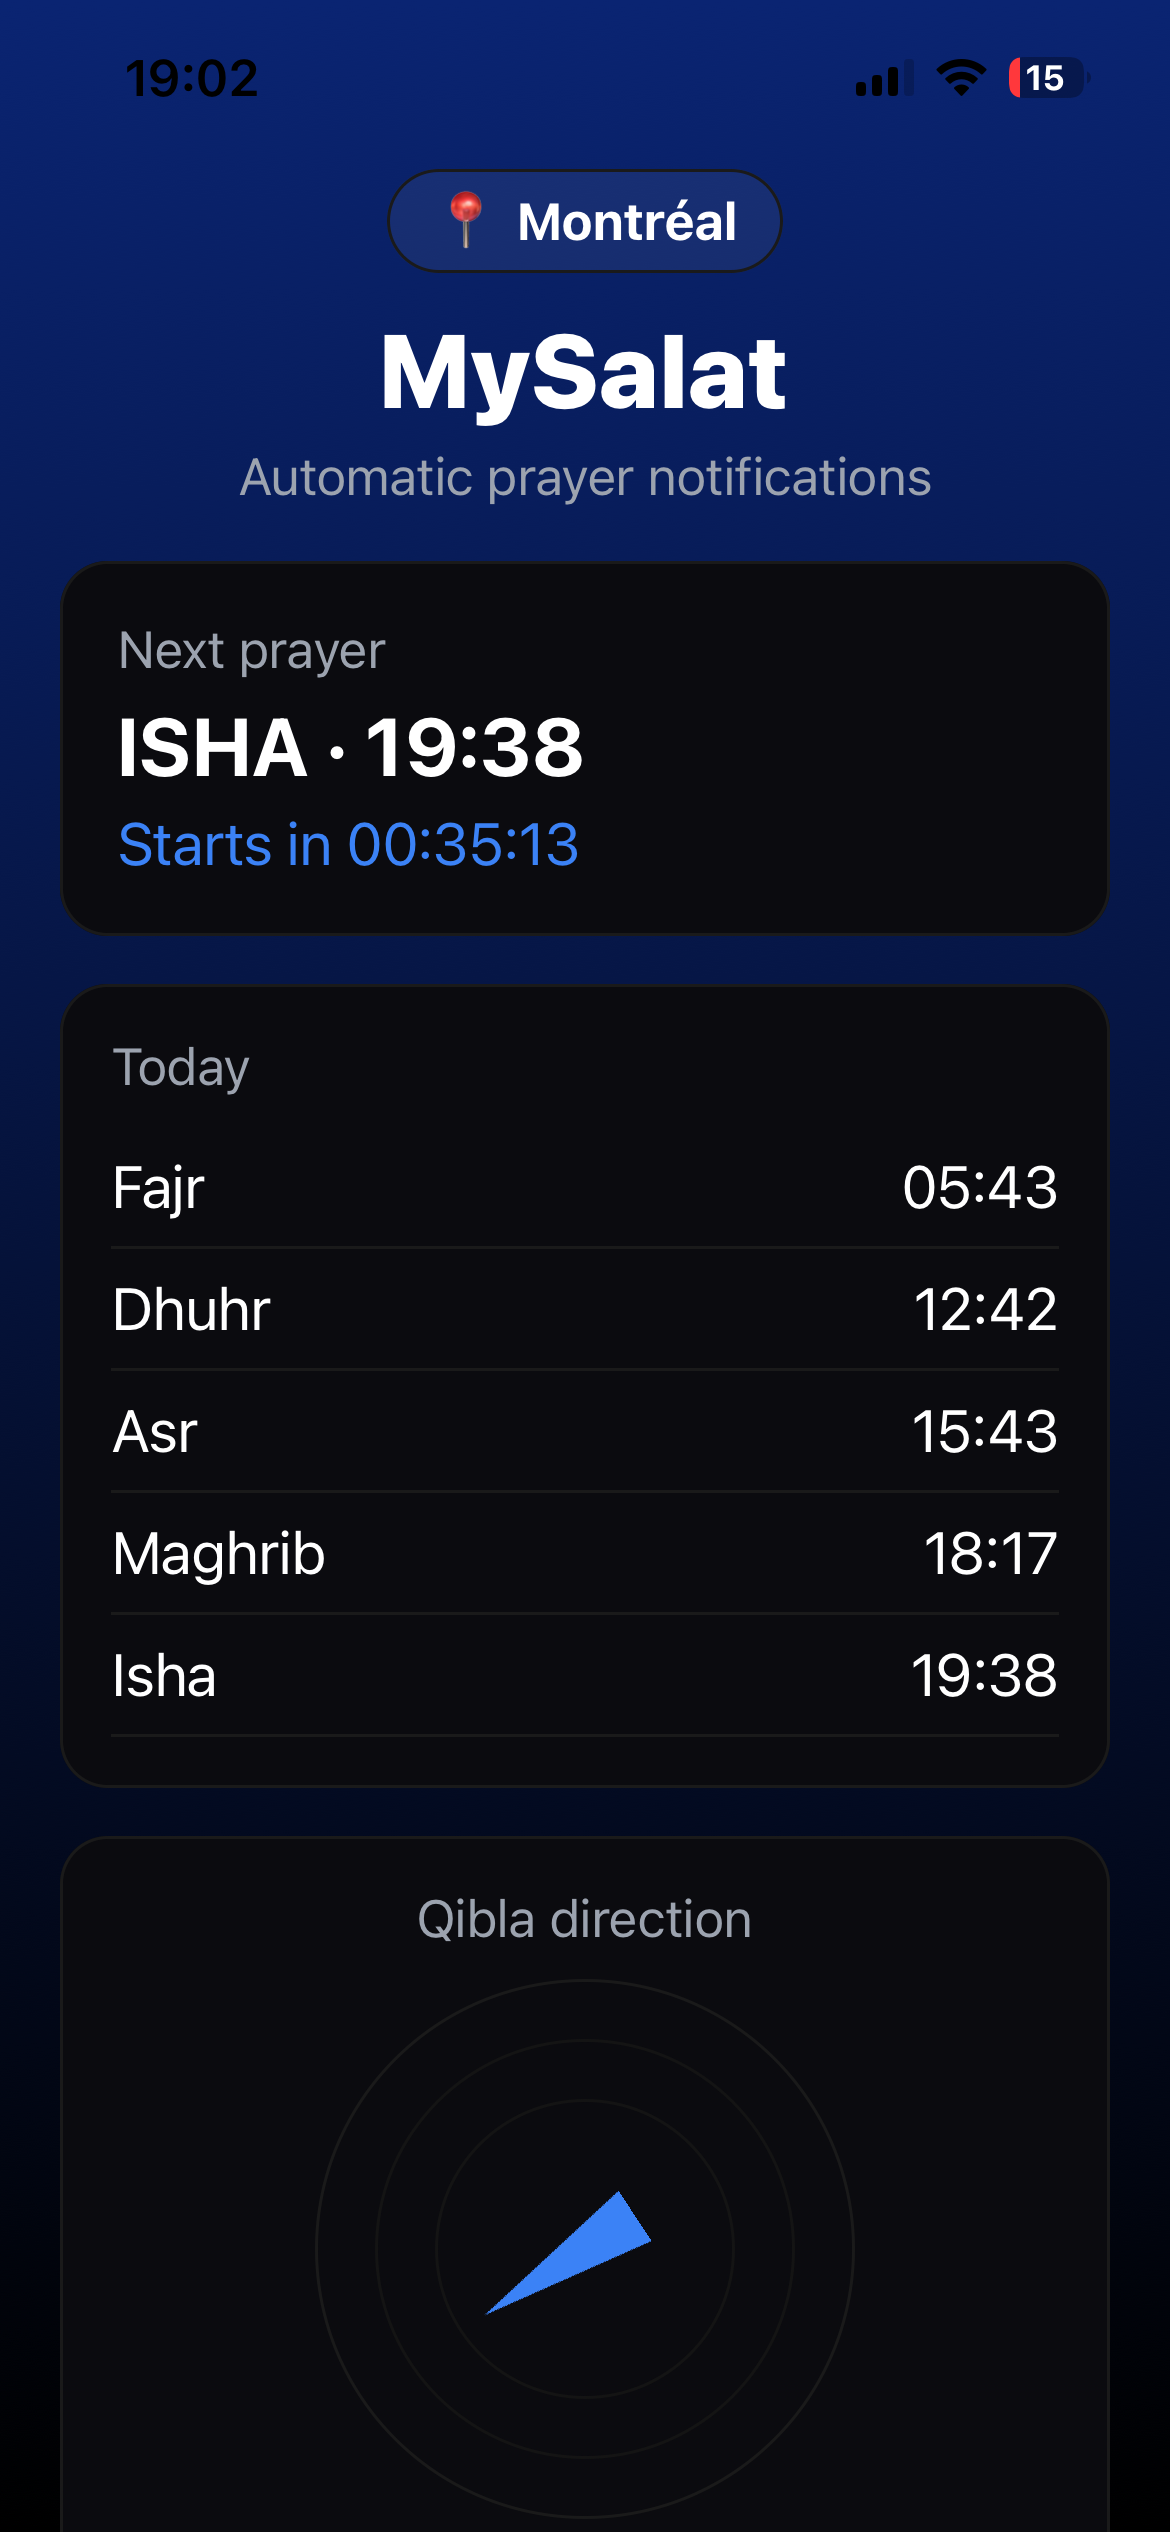 19:02
15
Montréal
MySalat
Automatic prayer notifications
Next prayer
ISHA · 19:38
Starts in 00:35:13
Today
Fajr 05:43
Dhuhr 12:42
Asr 15:43
Maghrib 18:17
Isha 19:38
Qibla direction